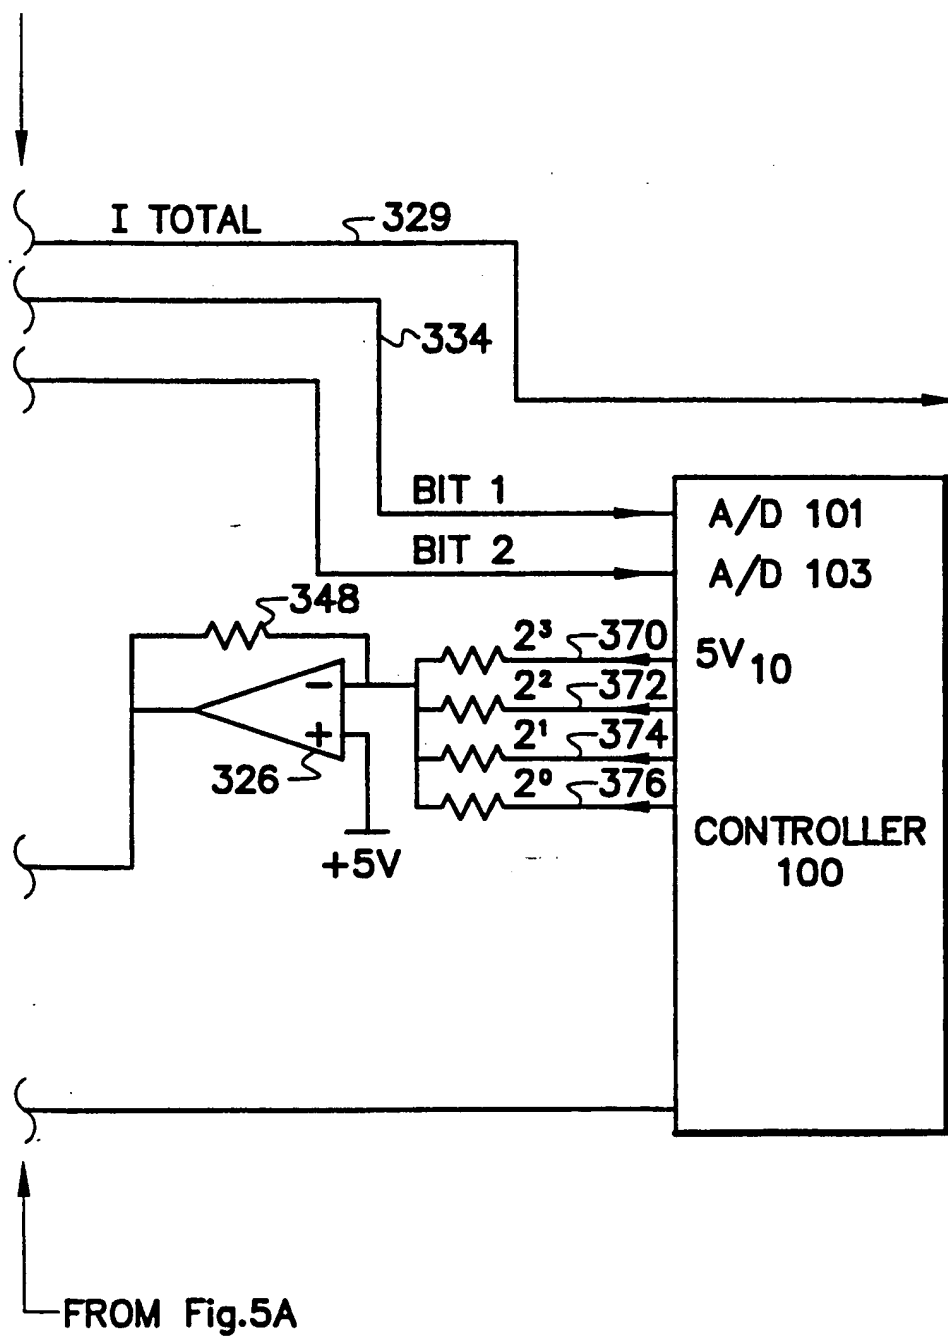 I TOTAL
329
334
BIT 1
A/D 101
BIT 2
A/D 103
348
2³
370
5V10
2²
372
−
2¹
374
+
326
2⁰
376
+5V
CONTROLLER
100
FROM Fig.5A